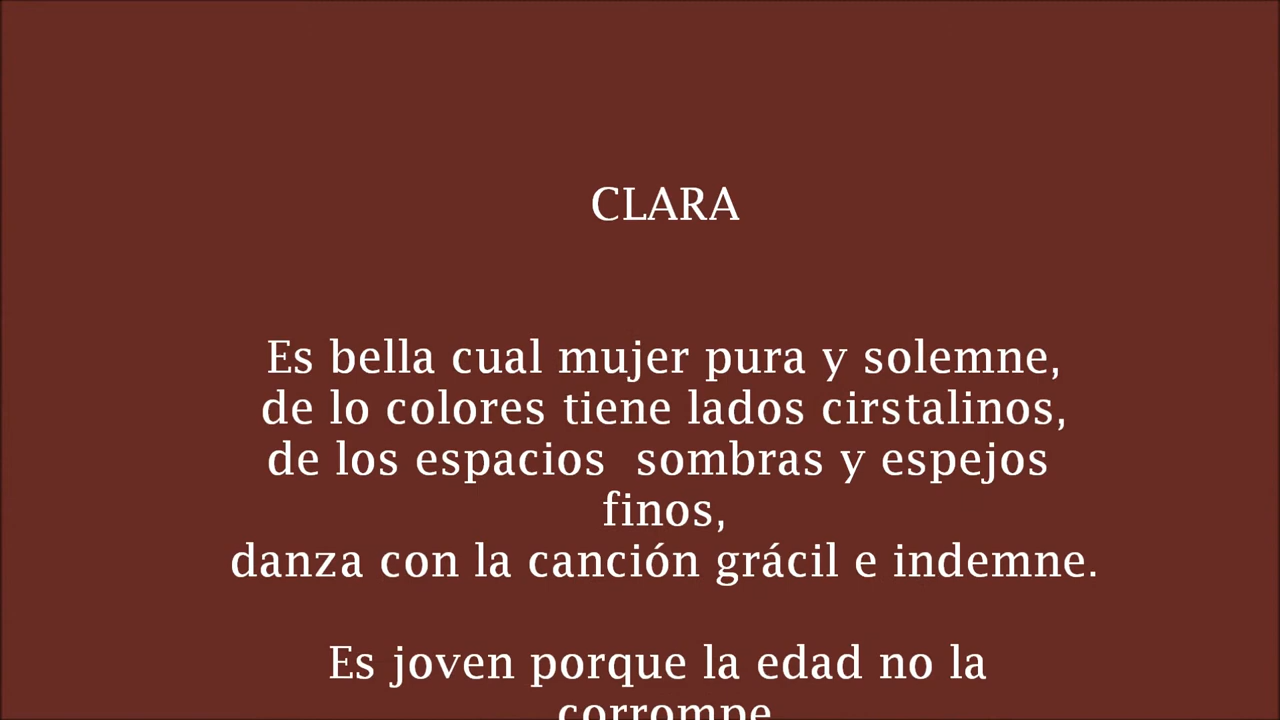 CLARA
Es bella cual mujer pura y solemne,
de lo colores tiene lados cirstalinos,
de los espacios  sombras y espejos
finos,
danza con la canción grácil e indemne.
Es joven porque la edad no la
corrompe